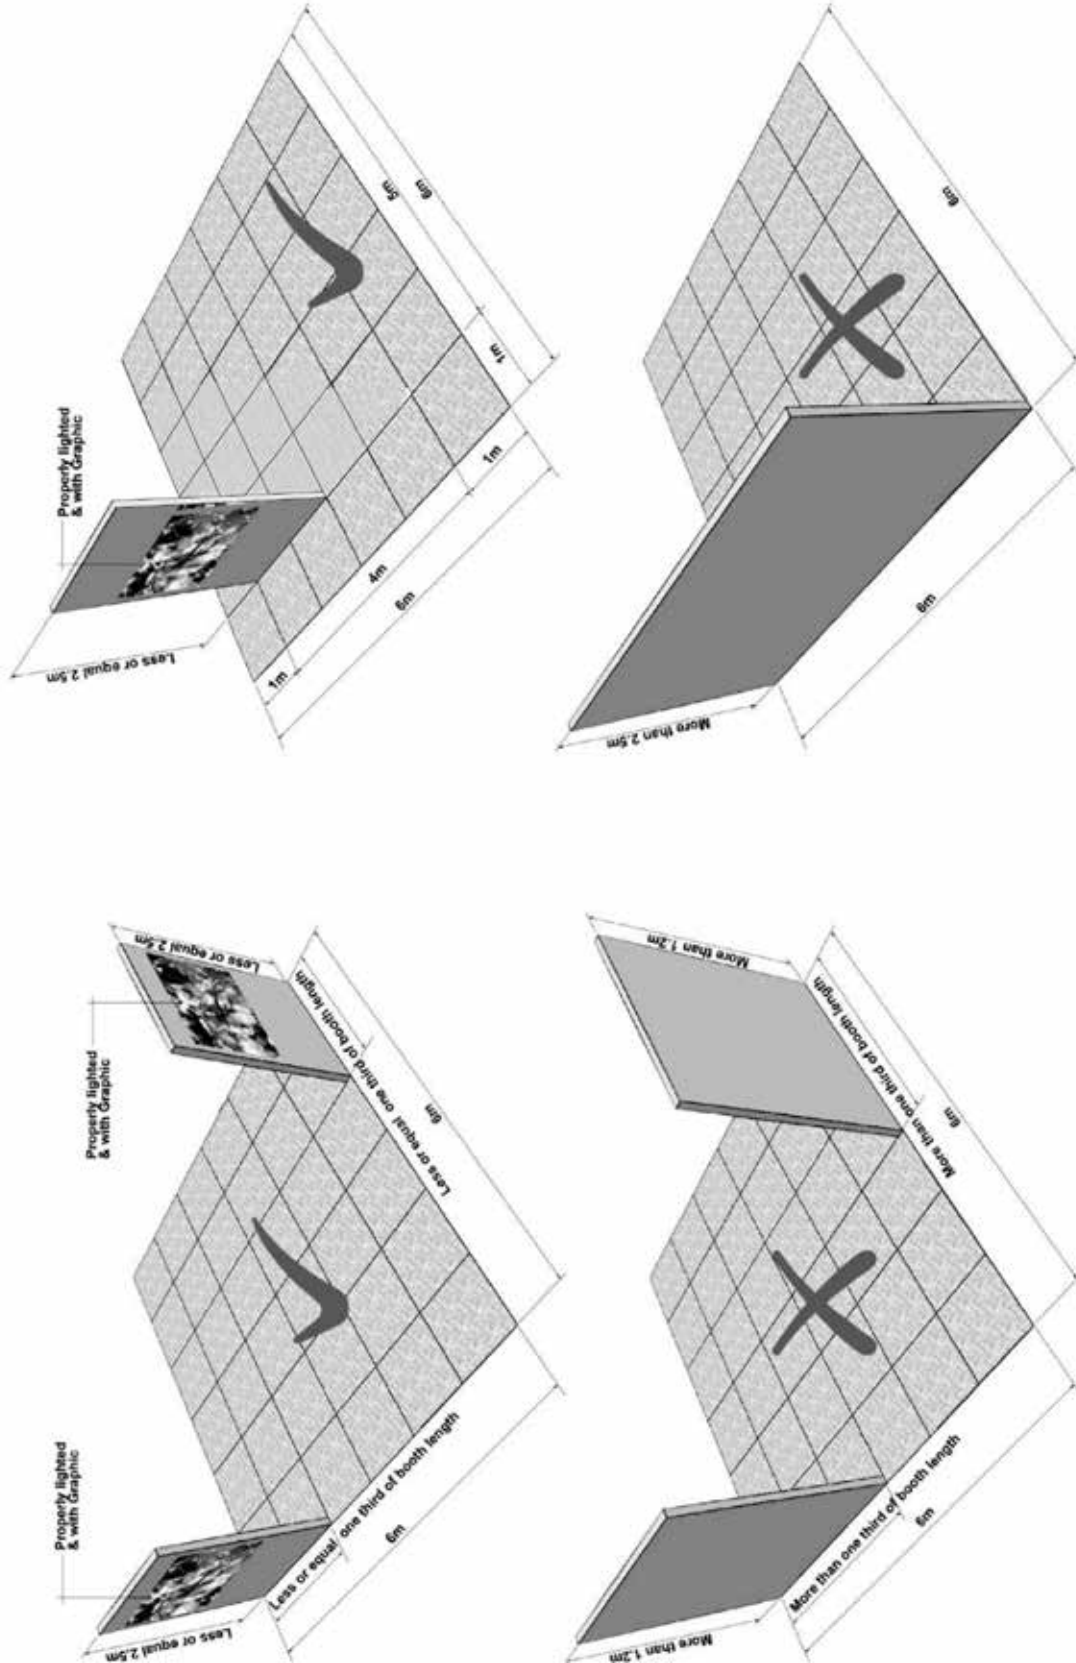 Properly lighted
& with Graphic
Less or equal 2.5m
1m
4m
1m
6m
1m
5m
6m
More than 2.5m
6m
6m
Properly lighted
& with Graphic
Less or equal 2.5m
Less or equal one third of booth length
6m
Properly lighted
& with Graphic
Less or equal 2.5m
Less or equal one third of booth length
6m
More than 1.2m
More than one third of booth length
6m
More than 1.2m
More than one third of booth length
6m